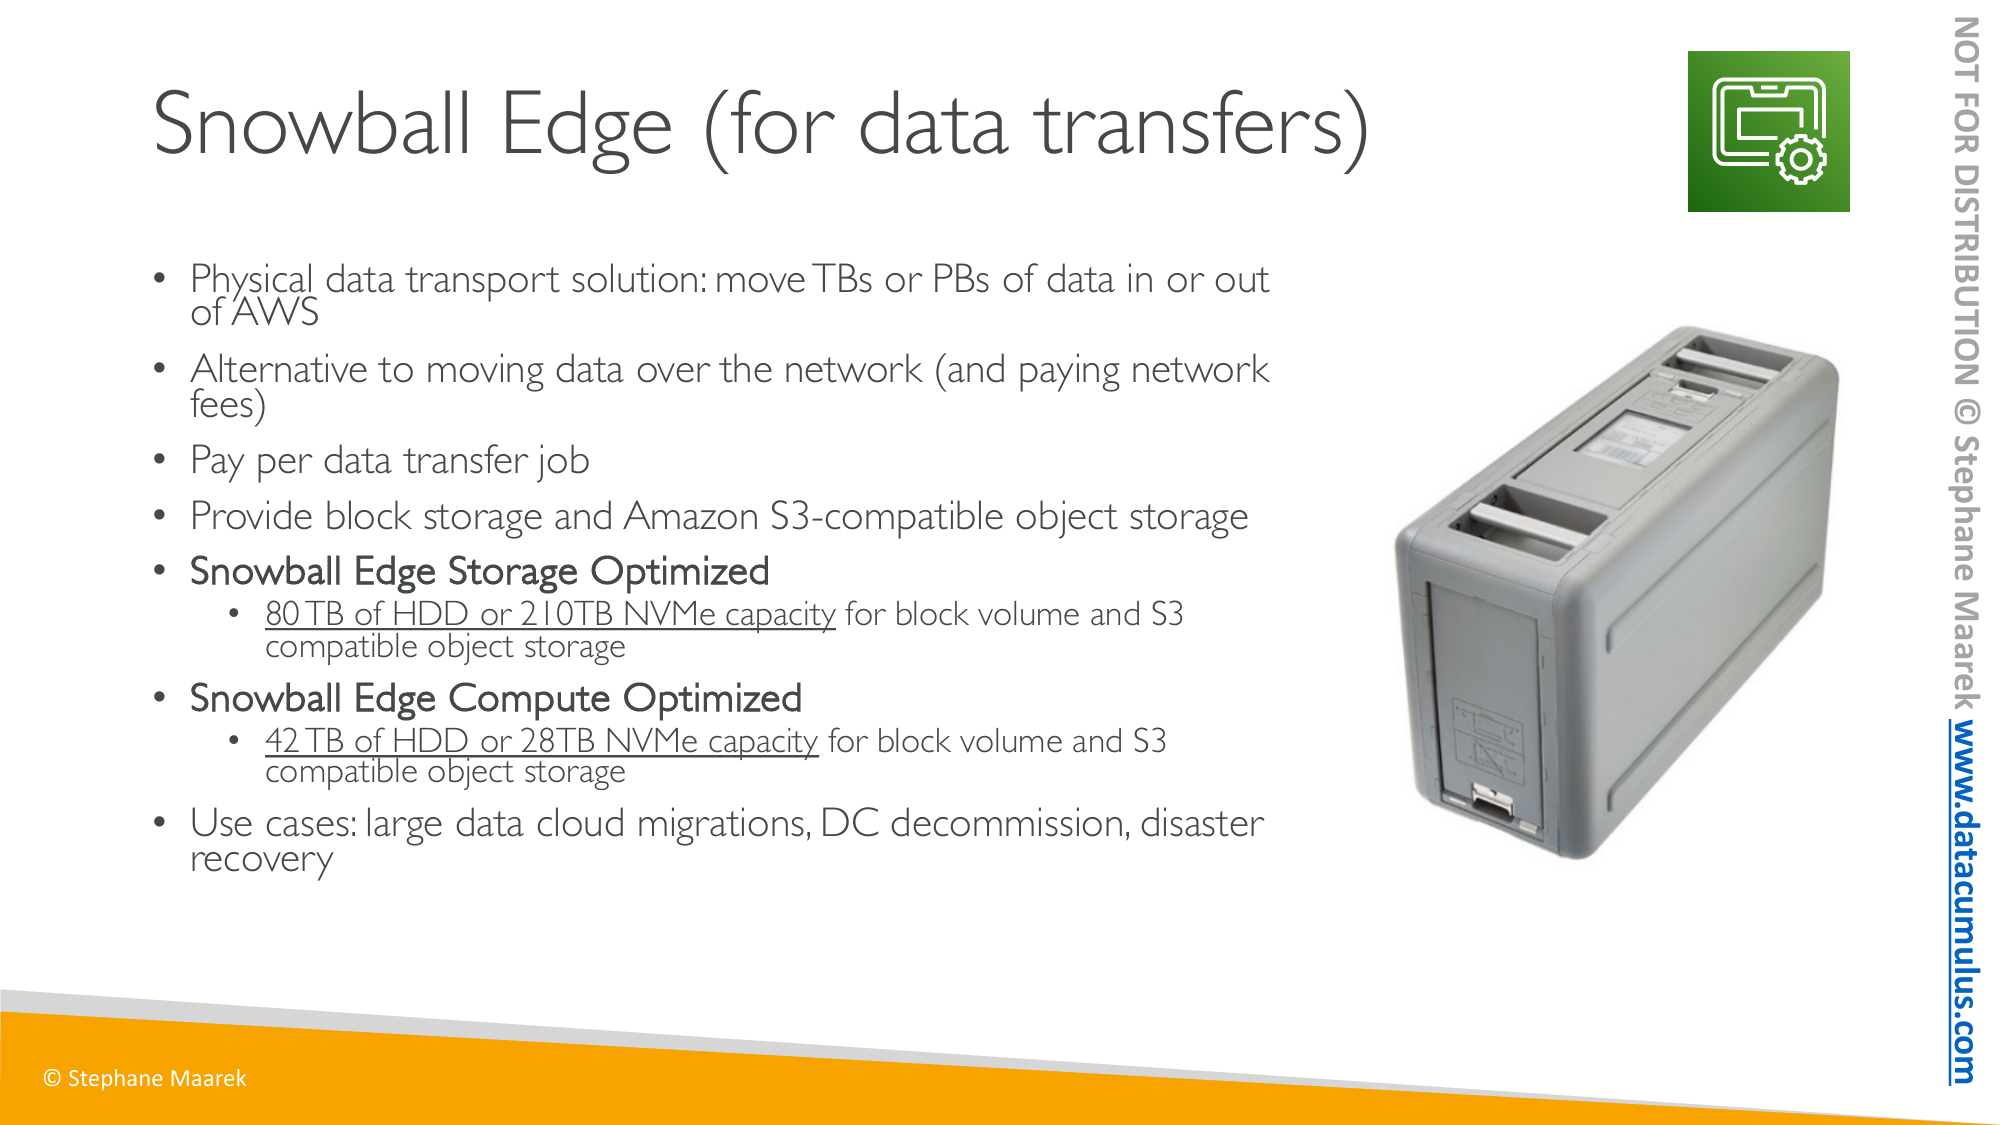 Snowball Edge (for data transfers)
• Physical data transport solution: move TBs or PBs of data in or out
of AWS
• Alternative to moving data over the network (and paying network
fees)
• Pay per data transfer job
• Provide block storage and Amazon S3-compatible object storage
• Snowball Edge Storage Optimized
• 80 TB of HDD or 210TB NVMe capacity for block volume and S3
compatible object storage
• Snowball Edge Compute Optimized
• 42 TB of HDD or 28TB NVMe capacity for block volume and S3
compatible object storage
• Use cases: large data cloud migrations, DC decommission, disaster
recovery
© Stephane Maarek
NOT FOR DISTRIBUTION © Stephane Maarek www.datacumulus.com